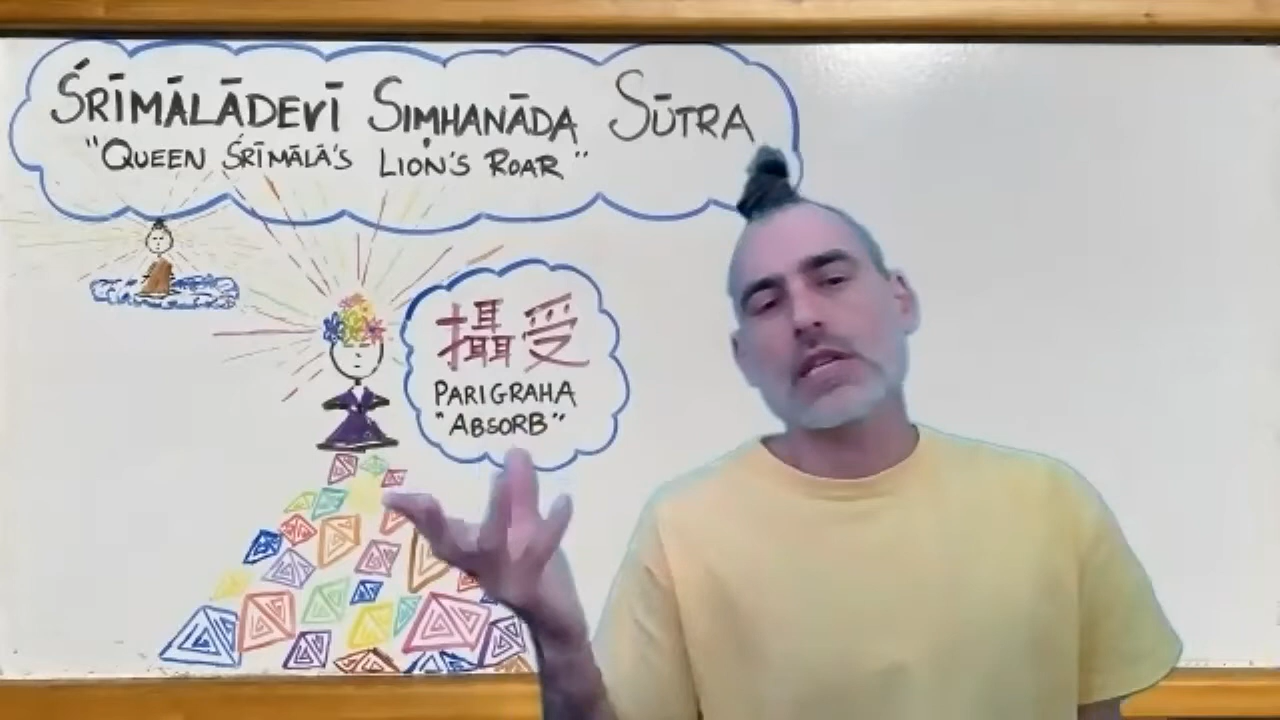 ŚRĪMĀLĀDEVĪ SIṂHANĀDA SŪTRA
"QUEEN ŚRĪMĀLĀ'S LION'S ROAR"
攝受
PARIGRAHA
"ABSORB"